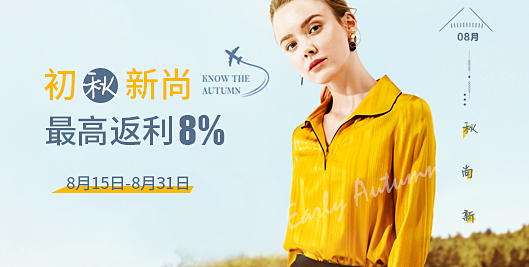 初秋新尚
KNOW THE
AUTUMN
最高返利8%
8月15日-8月31日
Early Autumn
08月
秋
尚
新